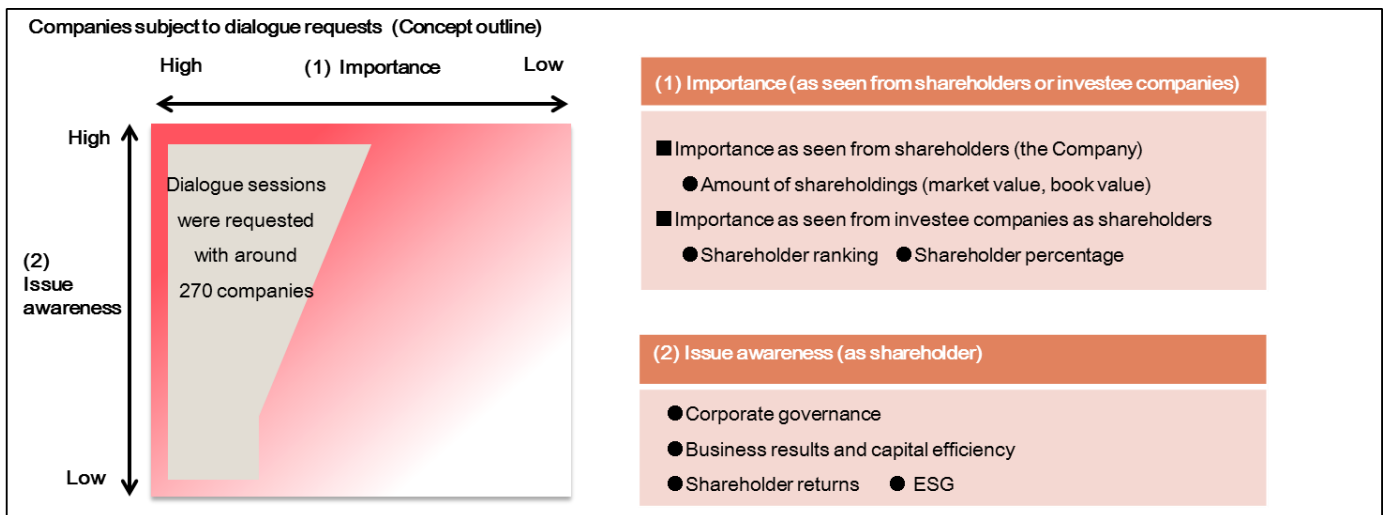 Companies subject to dialogue requests (Concept outline)
High (1) Importance Low
High
Dialogue sessions
were requested
with around
270 companies
(2)
Issue
awareness
Low
(1) Importance (as seen from shareholders or investee companies)
■ Importance as seen from shareholders (the Company)
● Amount of shareholdings (market value, book value)
■ Importance as seen from investee companies as shareholders
● Shareholder ranking ● Shareholder percentage
(2) Issue awareness (as shareholder)
● Corporate governance
● Business results and capital efficiency
● Shareholder returns ● ESG